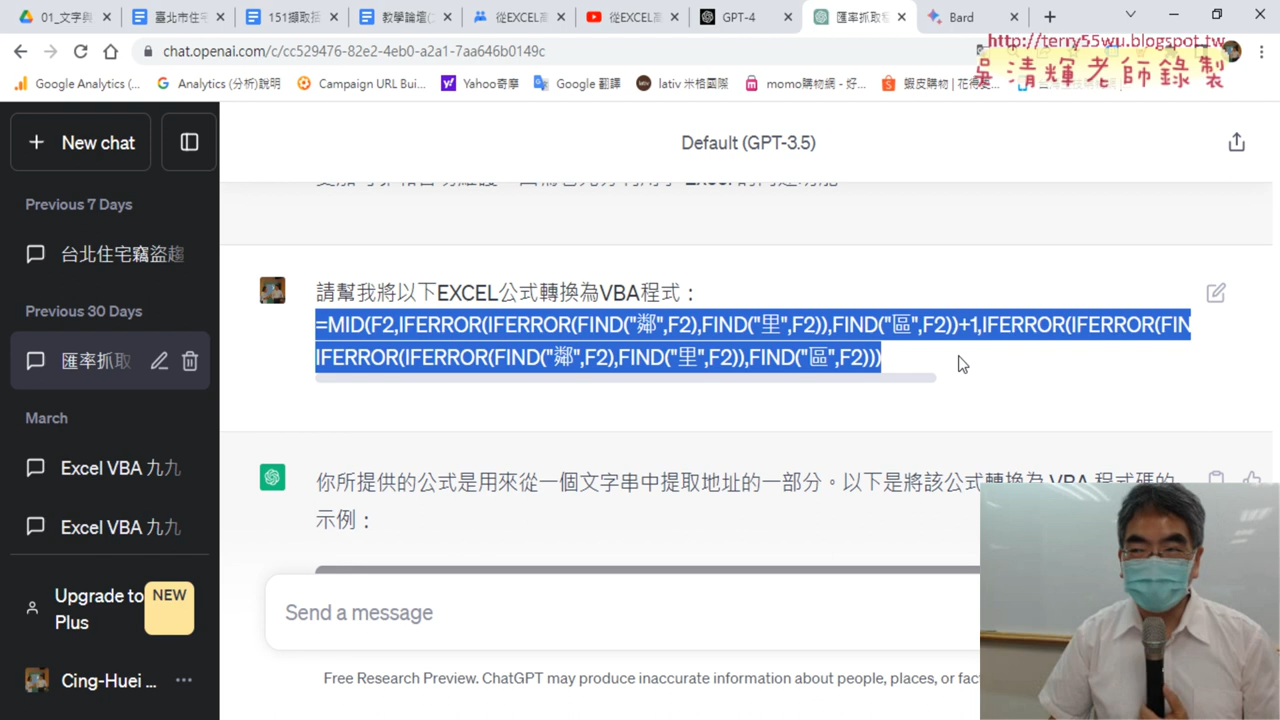 01_文字與
臺北市住宅
151擷取括
教學論壇(二
從EXCEL函
從EXCEL函
GPT-4
匯率抓取程
Bard
chat.openai.com/c/cc529476-82e2-4eb0-a2a1-7aa646b0149c
http://terry55wu.blogspot.tw
吳清輝老師錄製
Google Analytics (...
Analytics (分析)說明
Campaign URL Bui...
Yahoo奇摩
Google 翻譯
lativ 米格國際
momo購物網 - 好...
蝦皮購物 | 花得更...
New chat
Default (GPT-3.5)
Previous 7 Days
台北住宅竊盜趨
Previous 30 Days
匯率抓取
March
Excel VBA 九九
Excel VBA 九九
Upgrade to Plus
NEW
Cing-Huei ...
請幫我將以下EXCEL公式轉換為VBA程式：
=MID(F2,IFERROR(IFERROR(FIND("鄰",F2),FIND("里",F2)),FIND("區",F2))+1,IFERROR(IFERROR(FIN
IFERROR(IFERROR(FIND("鄰",F2),FIND("里",F2)),FIND("區",F2)))
你所提供的公式是用來從一個文字串中提取地址的一部分。以下是將該公式轉換為 VBA 程式碼的
示例：
Send a message
Free Research Preview. ChatGPT may produce inaccurate information about people, places, or fac